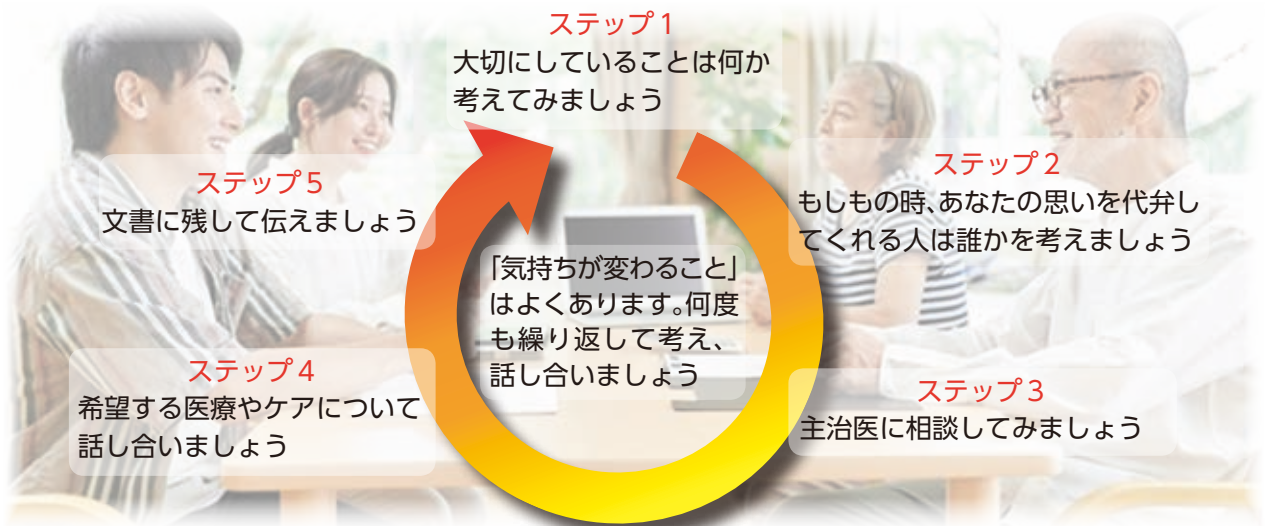 ステップ1
大切にしていることは何か
考えてみましょう
ステップ2
もしもの時、あなたの思いを代弁し
てくれる人は誰かを考えましょう
ステップ3
主治医に相談してみましょう
ステップ4
希望する医療やケアについて
話し合いましょう
ステップ5
文書に残して伝えましょう
「気持ちが変わること」
はよくあります。何度
も繰り返して考え、
話し合いましょう